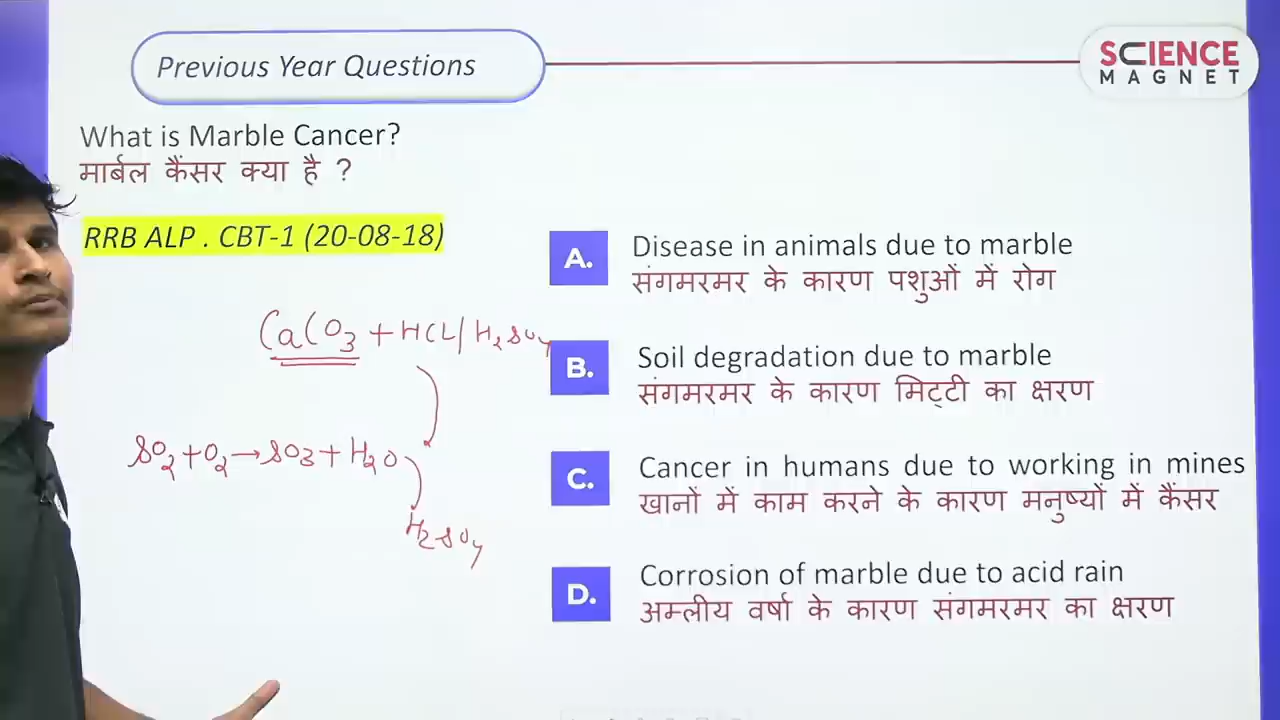 Previous Year Questions
SCIENCE
MAGNET
What is Marble Cancer?
मार्बल कैंसर क्या है ?
RRB ALP . CBT-1 (20-08-18)
A.
Disease in animals due to marble
संगमरमर के कारण पशुओं में रोग
B.
Soil degradation due to marble
संगमरमर के कारण मिट्टी का क्षरण
C.
Cancer in humans due to working in mines
खानों में काम करने के कारण मनुष्यों में कैंसर
D.
Corrosion of marble due to acid rain
अम्लीय वर्षा के कारण संगमरमर का क्षरण
CaCO3 + HCL/H2SO4
SO2+O2→SO3+H2O
H2SO4